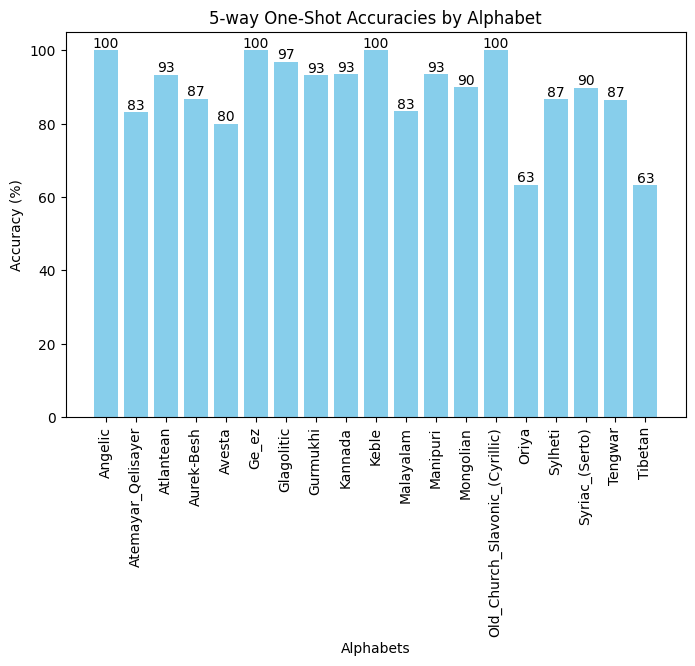 5-way One-Shot Accuracies by Alphabet
100 83 93 87 80 100 97 93 93 100 83 93 90 100 63 87 90 87 63
100
80
60
40
20
0
Accuracy (%)
Angelic
Atemayar_Qelisayer
Atlantean
Aurek-Besh
Avesta
Ge_ez
Glagolitic
Gurmukhi
Kannada
Keble
Malayalam
Manipuri
Mongolian
Old_Church_Slavonic_(Cyrillic)
Oriya
Sylheti
Syriac_(Serto)
Tengwar
Tibetan
Alphabets